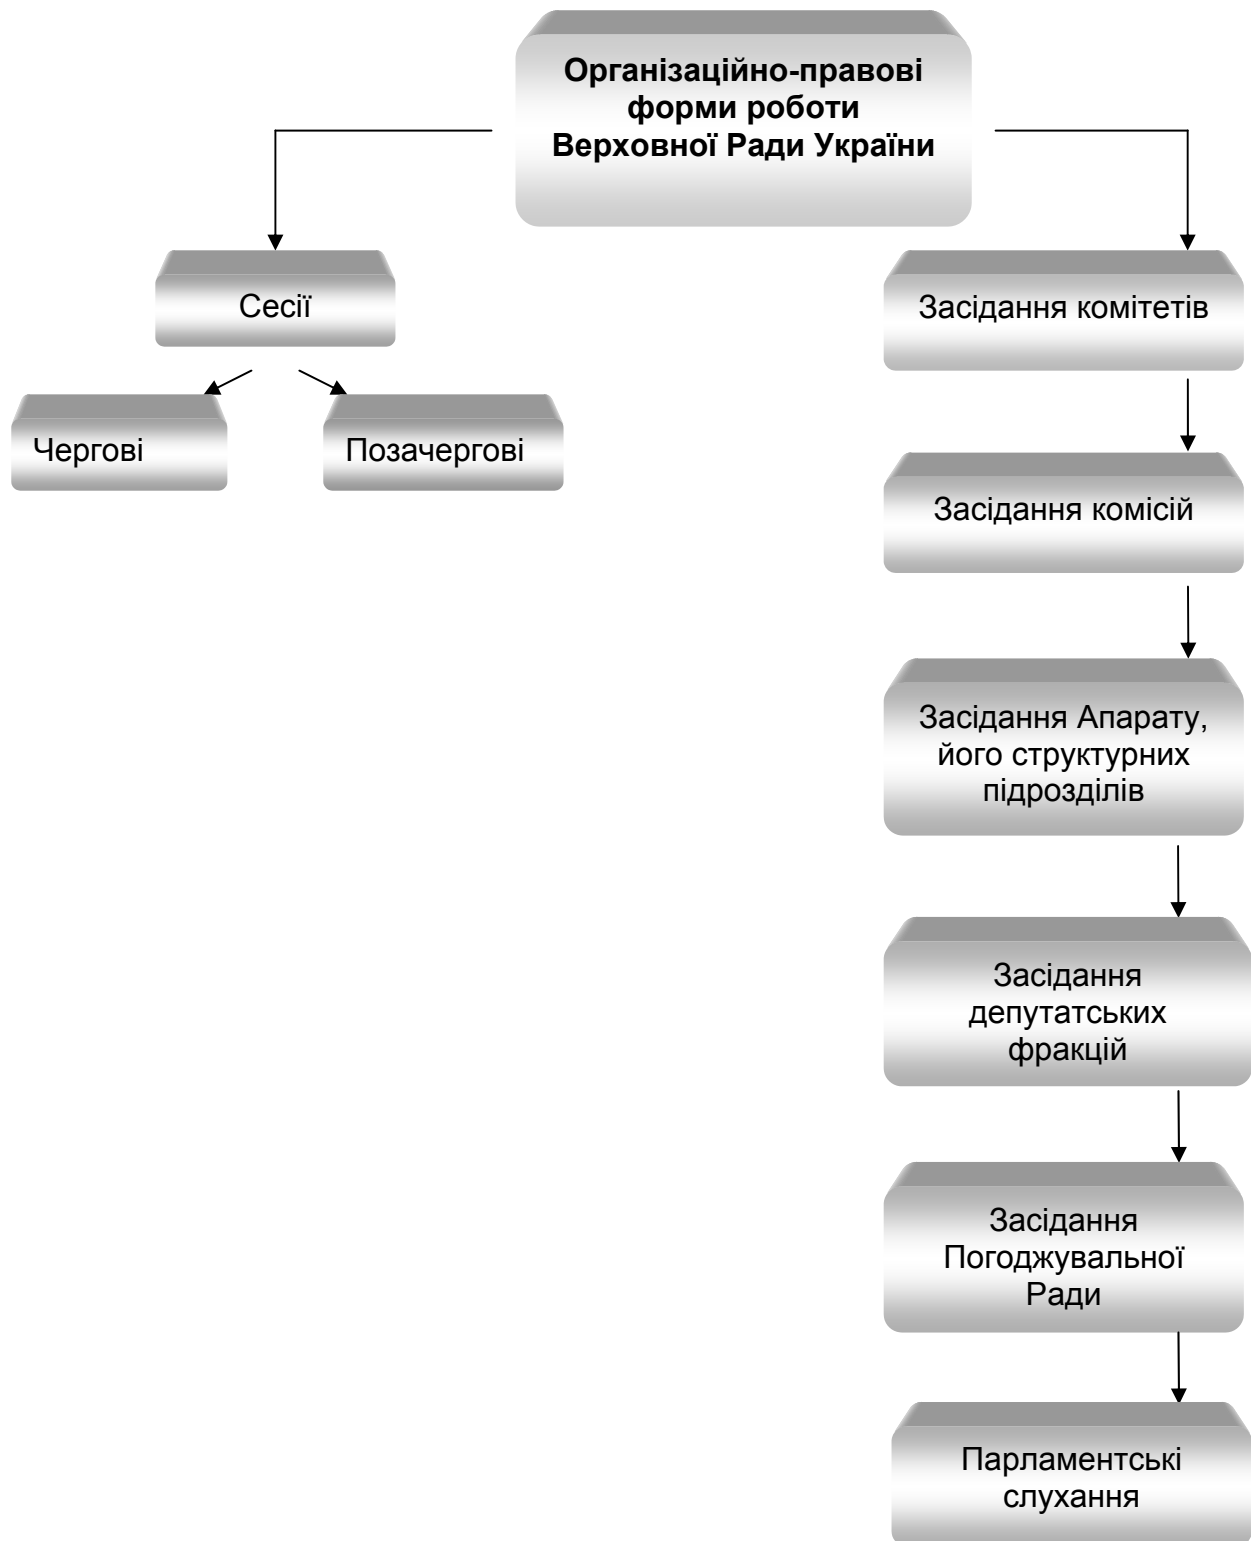 Організаційно-правові
форми роботи
Верховної Ради України
Сесії
Засідання комітетів
Чергові
Позачергові
Засідання комісій
Засідання Апарату,
його структурних
підрозділів
Засідання
депутатських
фракцій
Засідання
Погоджувальної
Ради
Парламентські
слухання